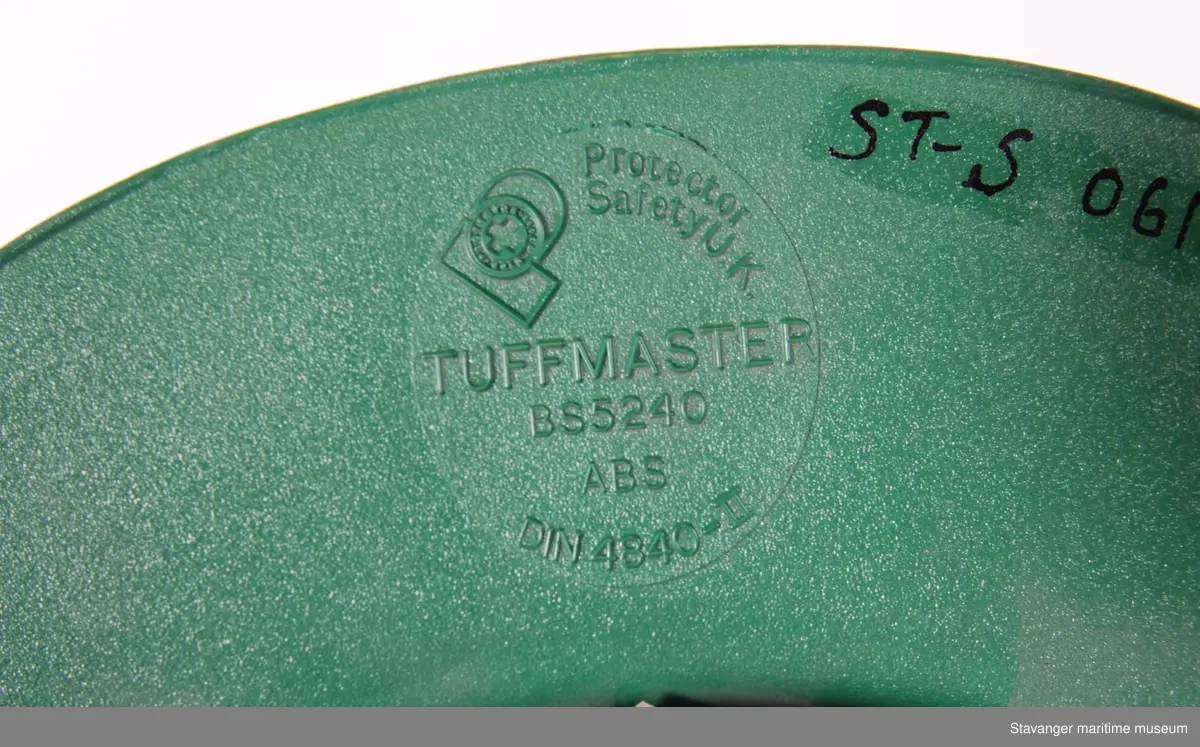 Protector
Safety U.K.
TUFFMASTER
BS5240
ABS
DIN 4840-II
ST-S 061
Stavanger maritime museum